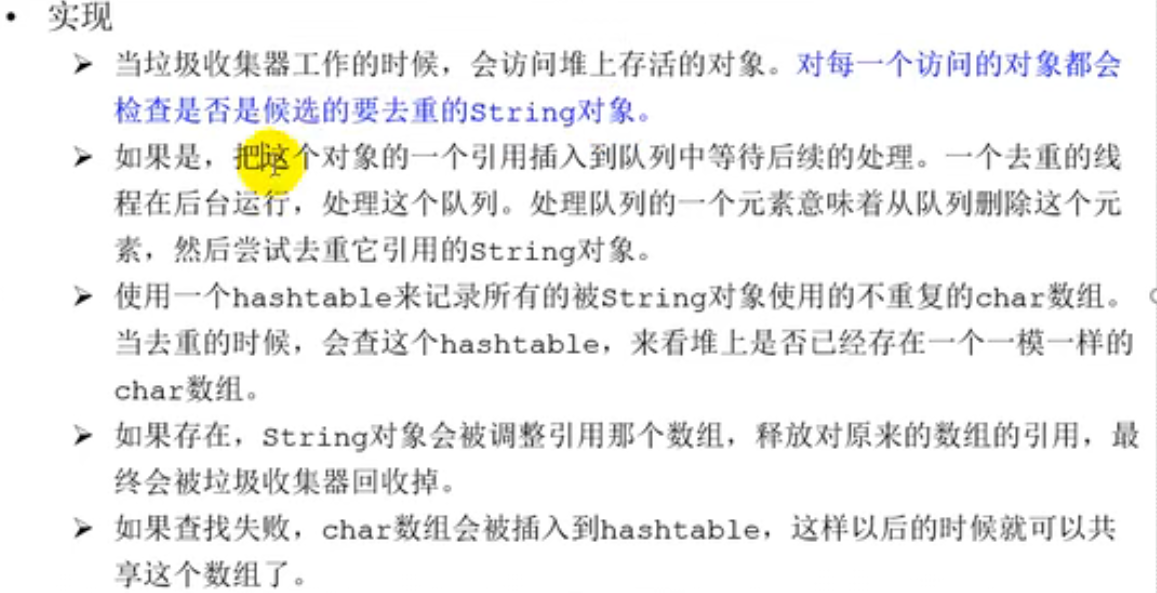 • 实现
➢ 当垃圾收集器工作的时候，会访问堆上存活的对象。对每一个访问的对象都会
检查是否是候选的要去重的String对象。
➢ 如果是，把这个对象的一个引用插入到队列中等待后续的处理。一个去重的线
程在后台运行，处理这个队列。处理队列的一个元素意味着从队列删除这个元
素，然后尝试去重它引用的String对象。
➢ 使用一个hashtable来记录所有的被String对象使用的不重复的char数组。
当去重的时候，会查这个hashtable，来看堆上是否已经存在一个一模一样的
char数组。
➢ 如果存在，String对象会被调整引用那个数组，释放对原来的数组的引用，最
终会被垃圾收集器回收掉。
➢ 如果查找失败，char数组会被插入到hashtable，这样以后的时候就可以共
享这个数组了。